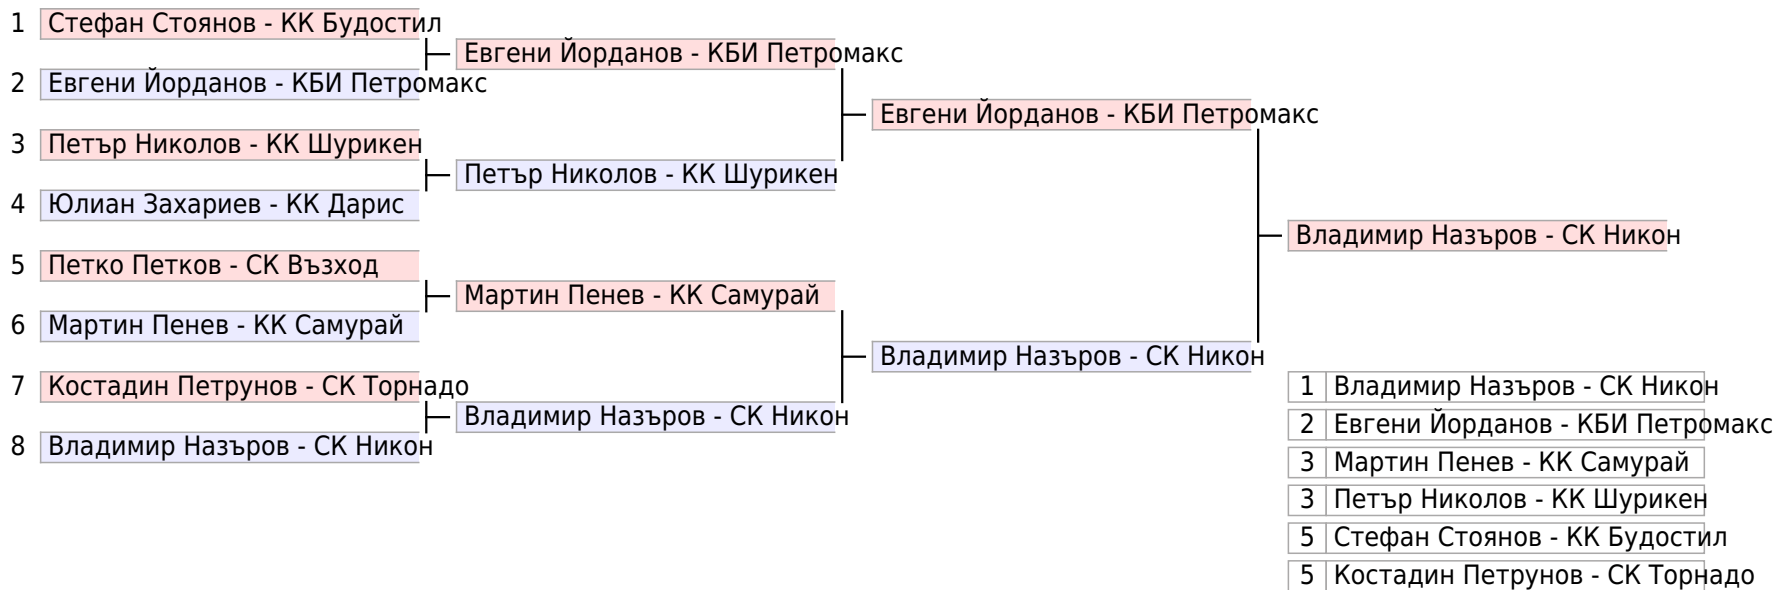 1 Стефан Стоянов - КК Будостил
2 Евгени Йорданов - КБИ Петромакс
3 Петър Николов - КК Шурикен
4 Юлиан Захариев - КК Дарис
5 Петко Петков - СК Възход
6 Мартин Пенев - КК Самурай
7 Костадин Петрунов - СК Торнадо
8 Владимир Назъров - СК Никон
Евгени Йорданов - КБИ Петромакс
Петър Николов - КК Шурикен
Мартин Пенев - КК Самурай
Владимир Назъров - СК Никон
Евгени Йорданов - КБИ Петромакс
Владимир Назъров - СК Никон
Владимир Назъров - СК Никон
1 Владимир Назъров - СК Никон
2 Евгени Йорданов - КБИ Петромакс
3 Мартин Пенев - КК Самурай
3 Петър Николов - КК Шурикен
5 Стефан Стоянов - КК Будостил
5 Костадин Петрунов - СК Торнадо